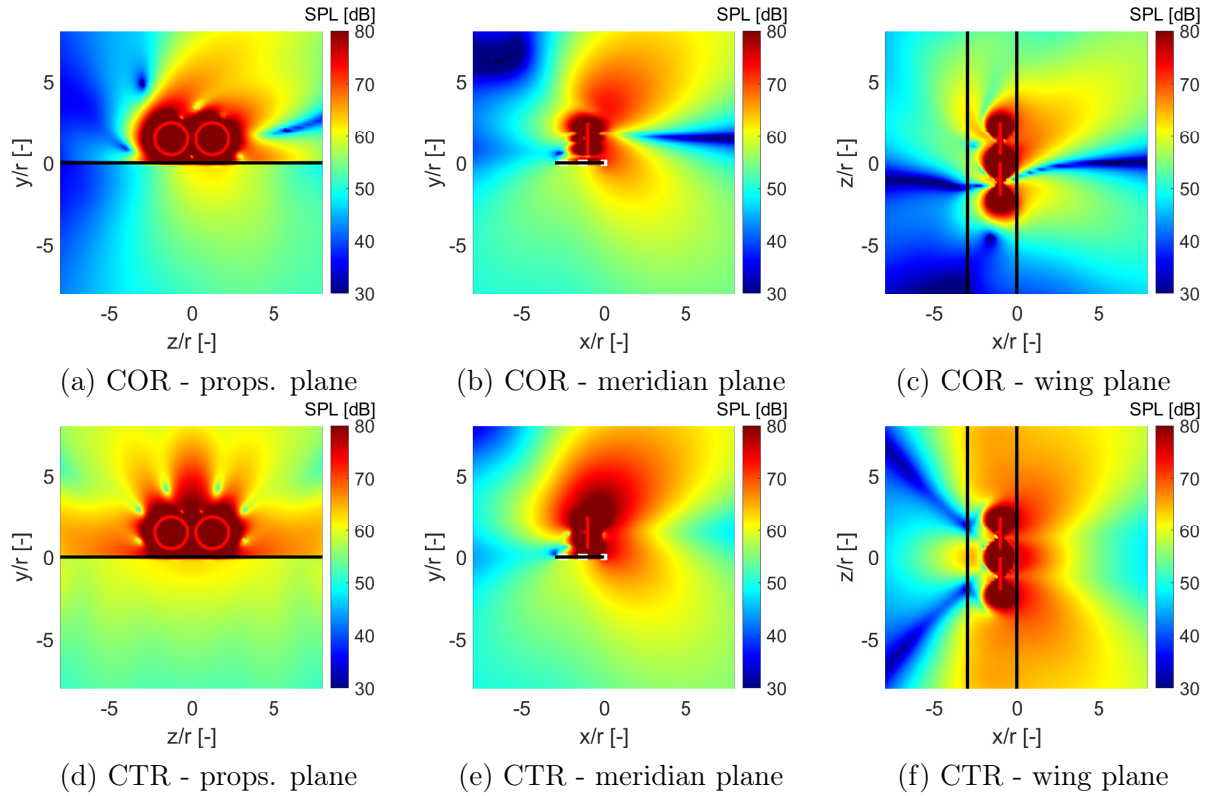 SPL [dB] SPL [dB] SPL [dB]
80 80 80
5 70 5 70 5 70
60 60 60
y/r [-] 0 y/r [-] 0 z/r [-] 0
50 50 50
-5 40 -5 40 -5 40
30 30 30
-5 0 5 -5 0 5 -5 0 5
z/r [-] x/r [-] x/r [-]
(a) COR - props. plane (b) COR - meridian plane (c) COR - wing plane
SPL [dB] SPL [dB] SPL [dB]
80 80 80
5 70 5 70 5 70
60 60 60
y/r [-] 0 y/r [-] 0 z/r [-] 0
50 50 50
-5 40 -5 40 -5 40
30 30 30
-5 0 5 -5 0 5 -5 0 5
z/r [-] x/r [-] x/r [-]
(d) CTR - props. plane (e) CTR - meridian plane (f) CTR - wing plane